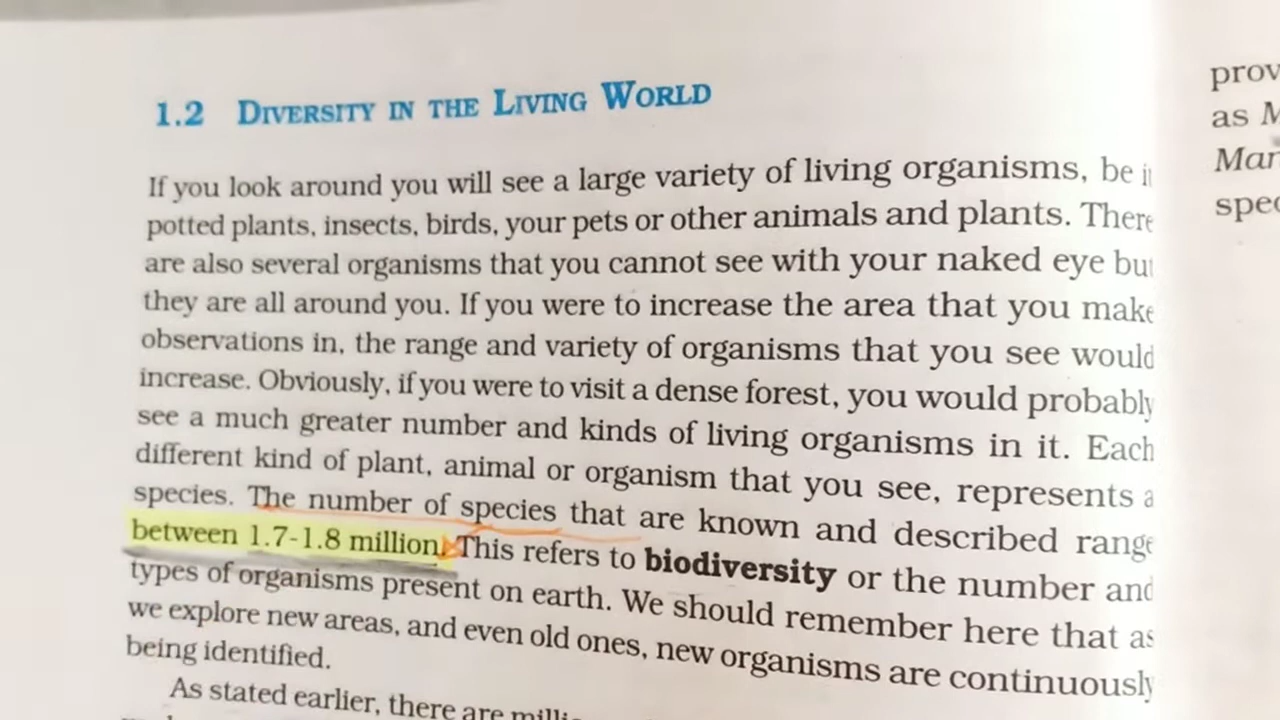 1.2 DIVERSITY IN THE LIVING WORLD
If you look around you will see a large variety of living organisms, be
potted plants, insects, birds, your pets or other animals and plants. There
are also several organisms that you cannot see with your naked eye but
they are all around you. If you were to increase the area that you make
observations in, the range and variety of organisms that you see would
increase. Obviously, if you were to visit a dense forest, you would probably
see a much greater number and kinds of living organisms in it. Each
different kind of plant, animal or organism that you see, represents a
species. The number of species that are known and described range
between 1.7-1.8 million. This refers to biodiversity or the number and
types of organisms present on earth. We should remember here that as
we explore new areas, and even old ones, new organisms are continuously
being identified.
As stated earlier, there are
prov
as M
Man
spec